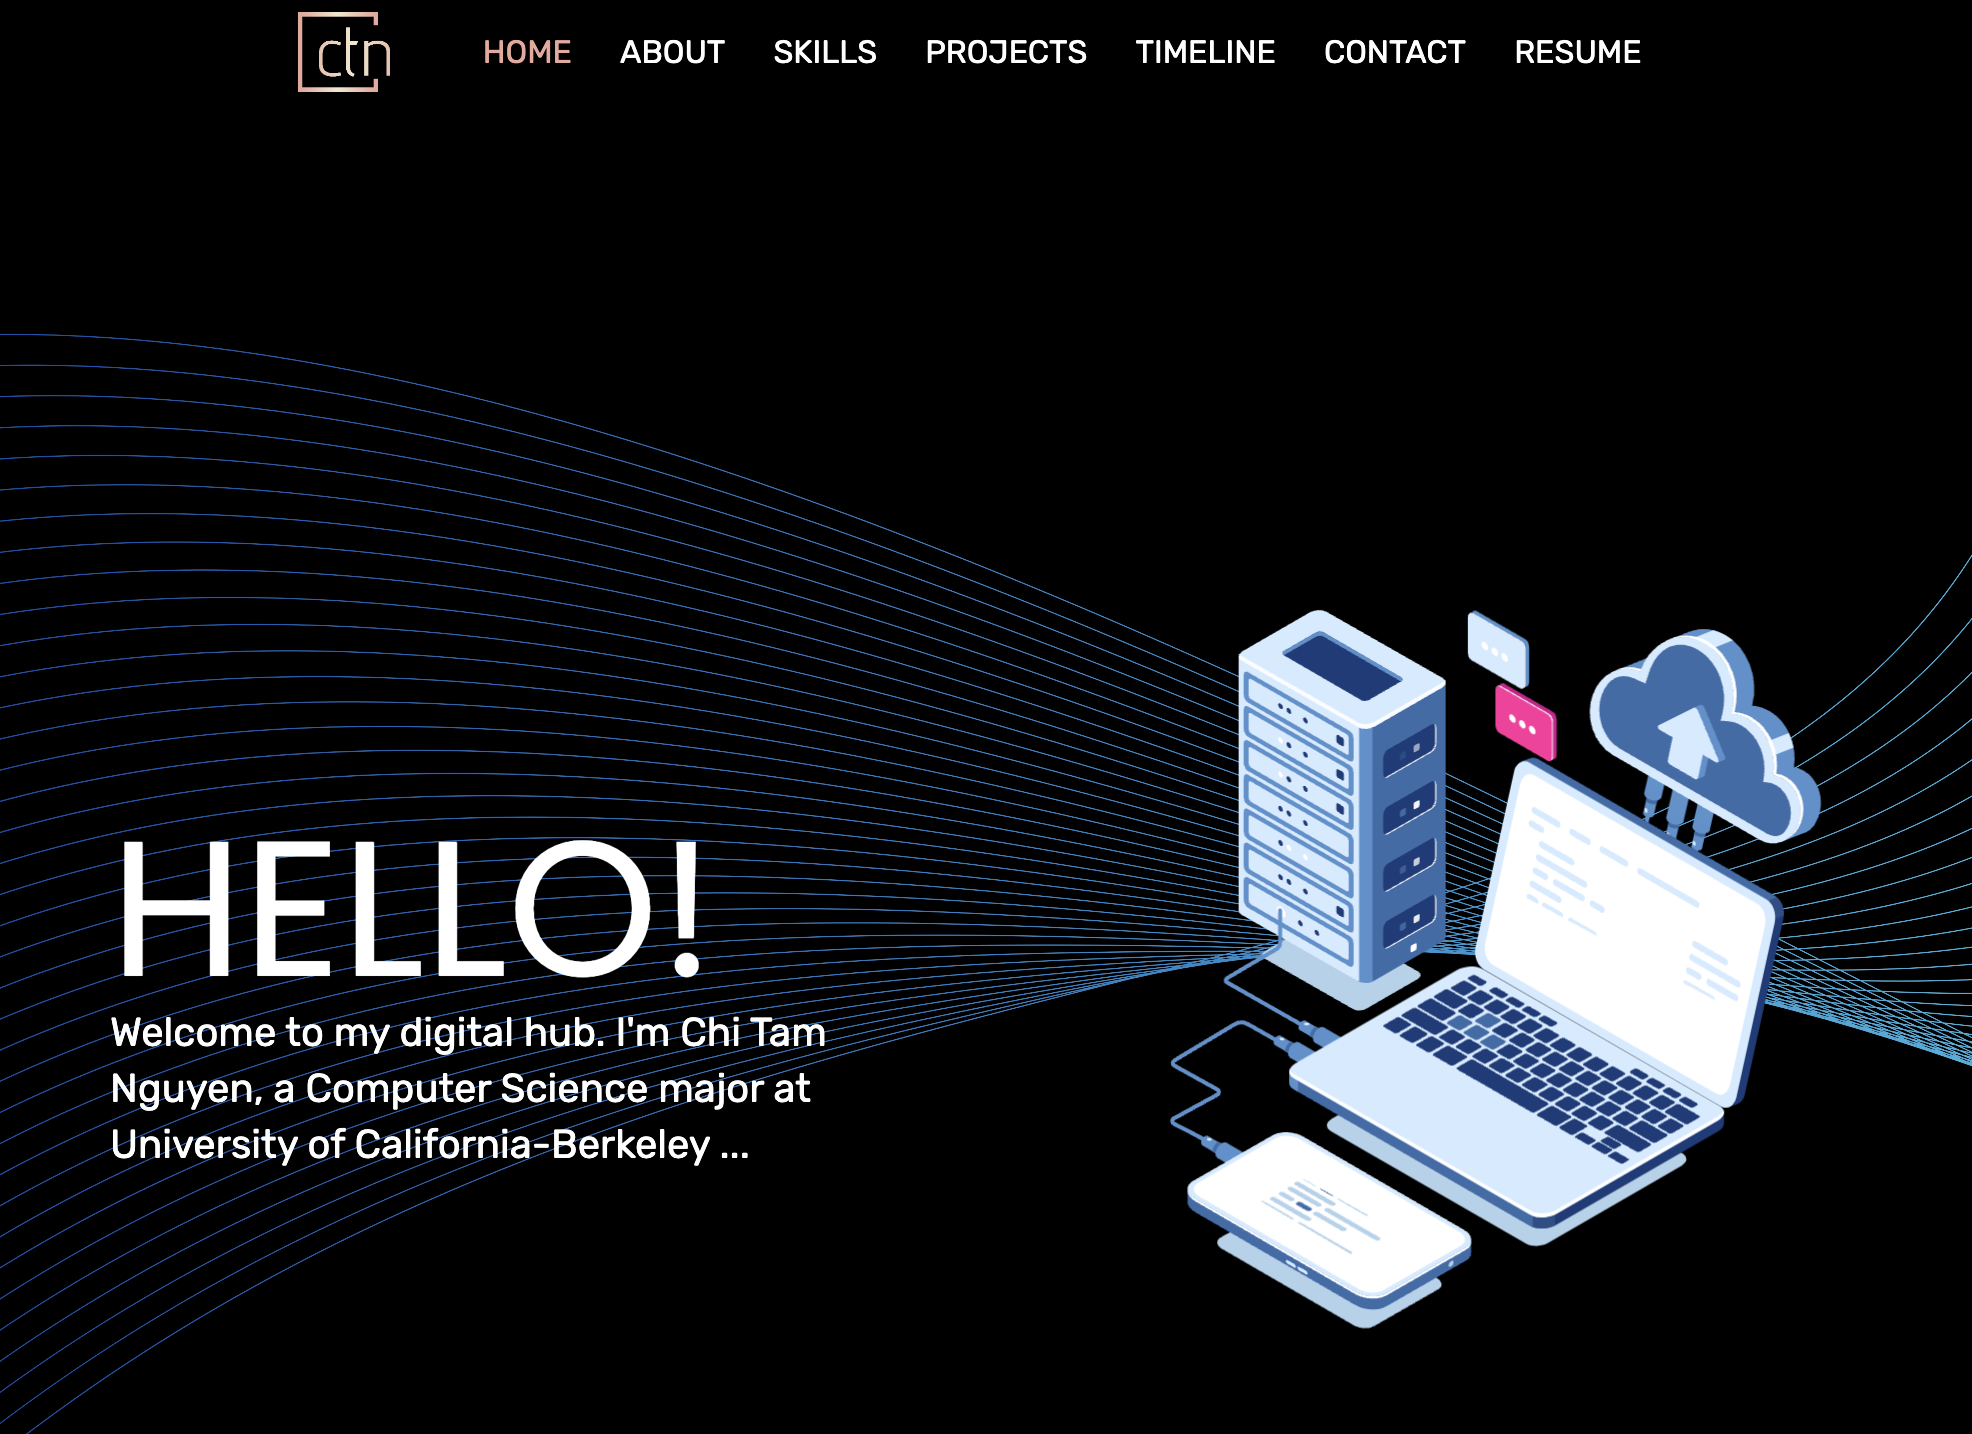 ctn
HOME ABOUT SKILLS PROJECTS TIMELINE CONTACT RESUME
HELLO!
Welcome to my digital hub. I'm Chi Tam
Nguyen, a Computer Science major at
University of California-Berkeley ...